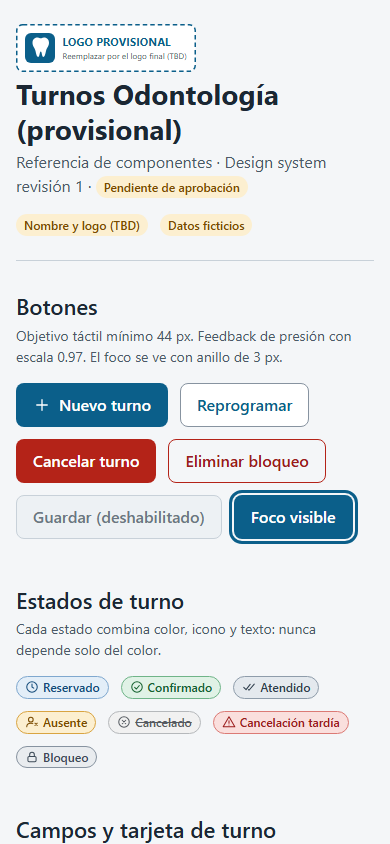 LOGO PROVISIONAL
Reemplazar por el logo final (TBD)
Turnos Odontología
(provisional)
Referencia de componentes · Design system
revisión 1 · Pendiente de aprobación
Nombre y logo (TBD) Datos ficticios
Botones
Objetivo táctil mínimo 44 px. Feedback de presión con
escala 0.97. El foco se ve con anillo de 3 px.
Nuevo turno Reprogramar
Cancelar turno Eliminar bloqueo
Guardar (deshabilitado) Foco visible
Estados de turno
Cada estado combina color, icono y texto: nunca
depende solo del color.
Reservado Confirmado Atendido
Ausente Cancelado Cancelación tardía
Bloqueo
Campos y tarjeta de turno